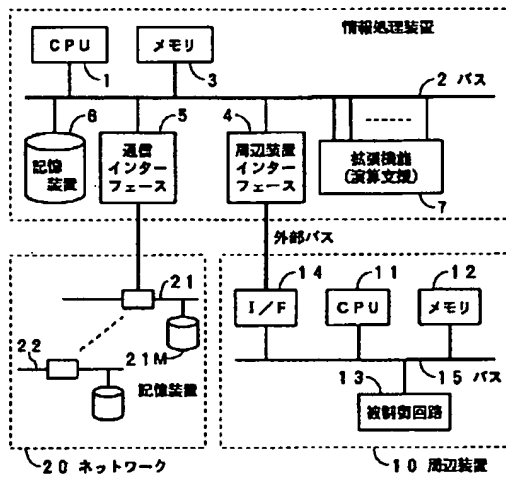 情報処理装置
CPU
メモリ
1
3
2 バス
6
5
4
記憶
装置
通信
インター
フェース
周辺装置
インター
フェース
拡張機能
(演算支援)
7
外部バス
21
14
11
12
I/F
CPU
メモリ
22
21M
記憶装置
13
15 バス
被制御回路
20 ネットワーク
10 周辺装置